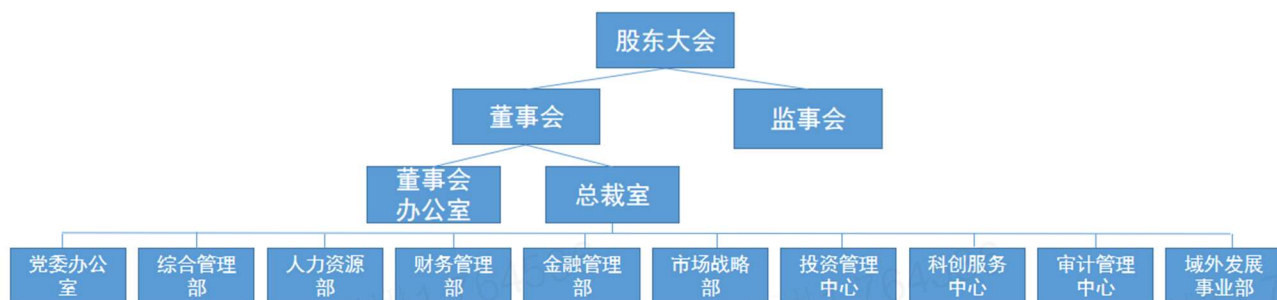 股东大会
董事会
监事会
董事会
办公室
总裁室
党委办公
室
综合管理
部
人力资源
部
财务管理
部
金融管理
部
市场战略
部
投资管理
中心
科创服务
中心
审计管理
中心
域外发展
事业部